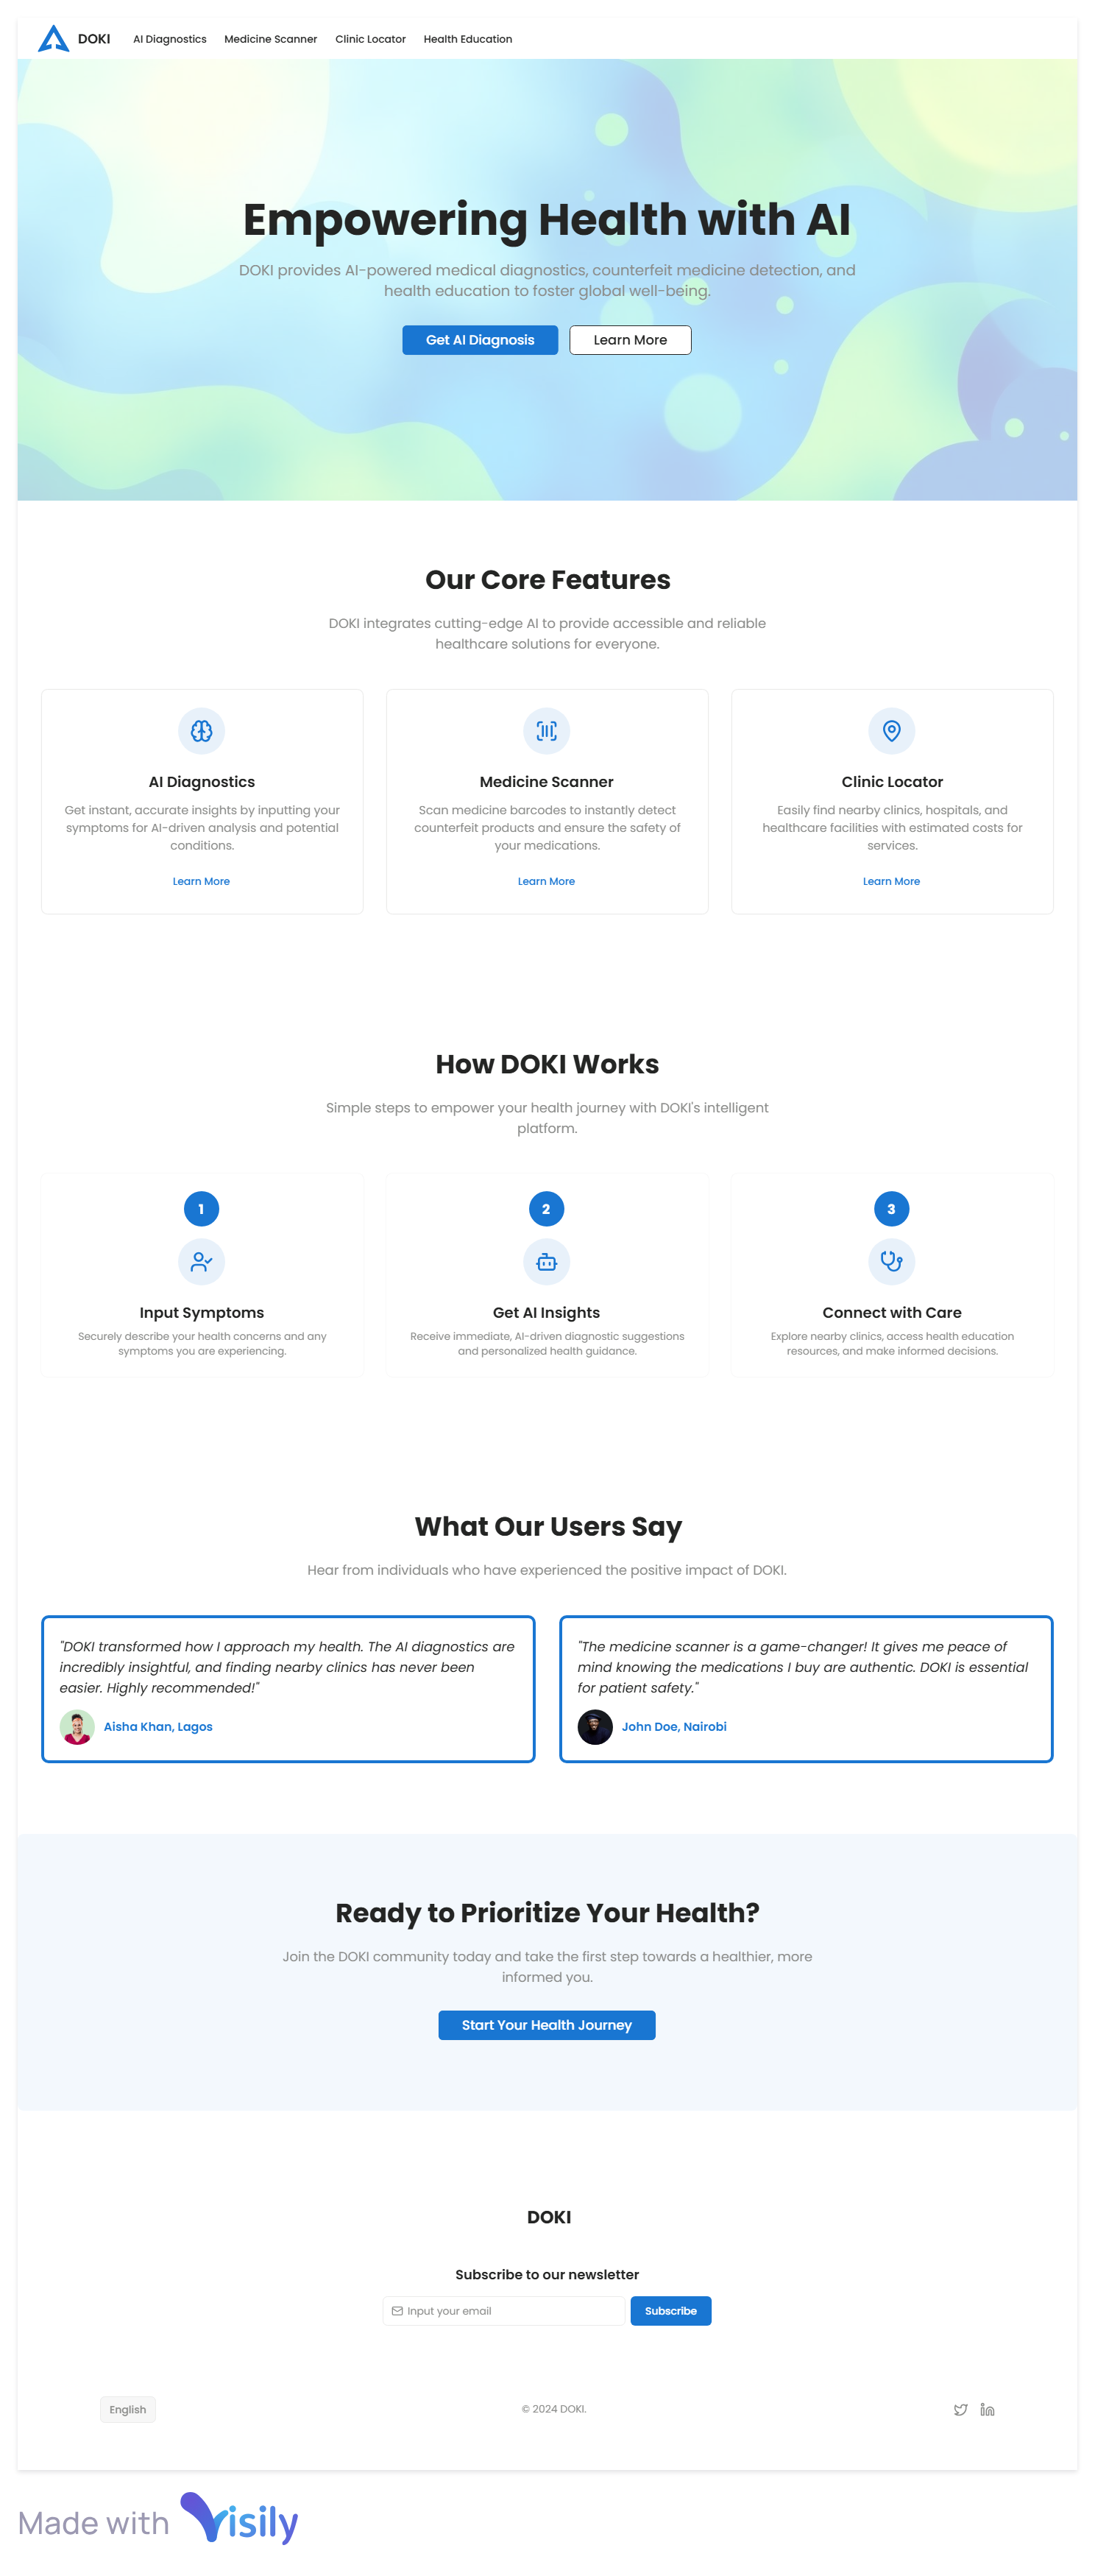 DOKI AI Diagnostics Medicine Scanner Clinic Locator Health Education
Empowering Health with AI
DOKI provides AI-powered medical diagnostics, counterfeit medicine detection, and
health education to foster global well-being.
Get AI Diagnosis Learn More
Our Core Features
DOKI integrates cutting-edge AI to provide accessible and reliable
healthcare solutions for everyone.
AI Diagnostics
Get instant, accurate insights by inputting your
symptoms for AI-driven analysis and potential
conditions.
Learn More
Medicine Scanner
Scan medicine barcodes to instantly detect
counterfeit products and ensure the safety of
your medications.
Learn More
Clinic Locator
Easily find nearby clinics, hospitals, and
healthcare facilities with estimated costs for
services.
Learn More
How DOKI Works
Simple steps to empower your health journey with DOKI's intelligent
platform.
1
Input Symptoms
Securely describe your health concerns and any
symptoms you are experiencing.
2
Get AI Insights
Receive immediate, AI-driven diagnostic suggestions
and personalized health guidance.
3
Connect with Care
Explore nearby clinics, access health education
resources, and make informed decisions.
What Our Users Say
Hear from individuals who have experienced the positive impact of DOKI.
"DOKI transformed how I approach my health. The AI diagnostics are
incredibly insightful, and finding nearby clinics has never been
easier. Highly recommended!"
Aisha Khan, Lagos
"The medicine scanner is a game-changer! It gives me peace of
mind knowing the medications I buy are authentic. DOKI is essential
for patient safety."
John Doe, Nairobi
Ready to Prioritize Your Health?
Join the DOKI community today and take the first step towards a healthier, more
informed you.
Start Your Health Journey
DOKI
Subscribe to our newsletter
Input your email Subscribe
English © 2024 DOKI.
Made with Visily